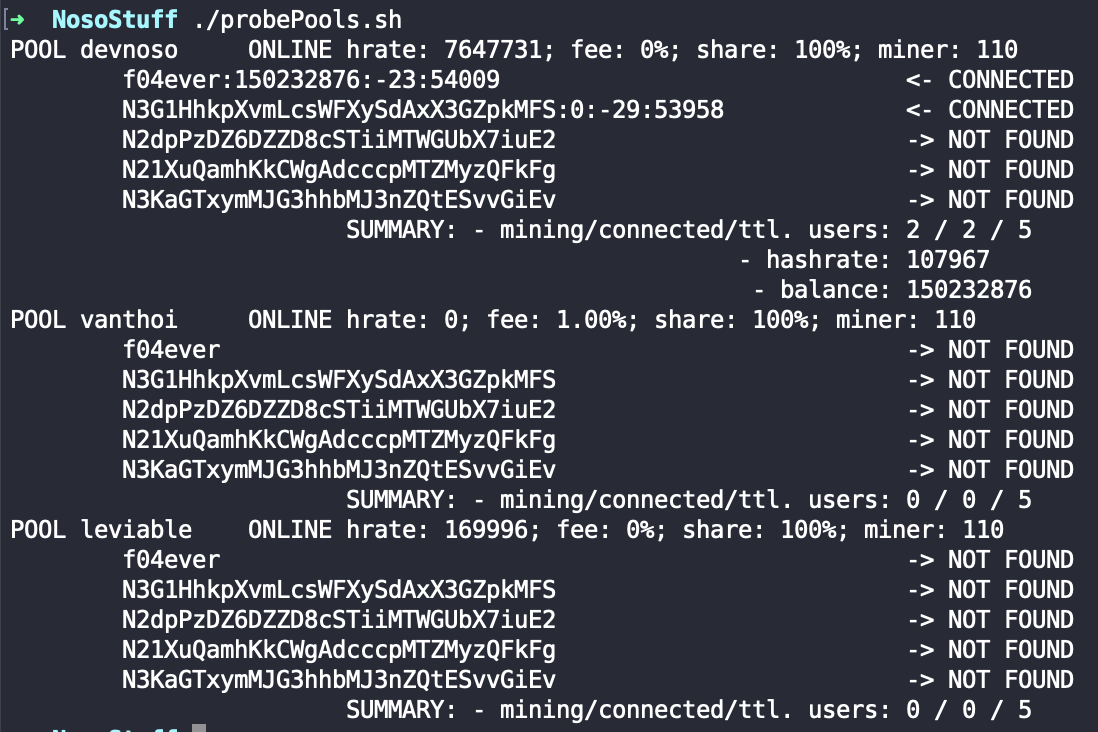 [➜ NosoStuff ./probePools.sh
POOL devnoso ONLINE hrate: 7647731; fee: 0%; share: 100%; miner: 110
f04ever:150232876:-23:54009 <- CONNECTED
N3G1HhkpXvmLcsWFXySdAxX3GZpkMFS:0:-29:53958 <- CONNECTED
N2dpPzDZ6DZZD8cSTiiMTWGUbX7iuE2 -> NOT FOUND
N21XuQamhKkCWgAdcccpMTZMyzQFkFg -> NOT FOUND
N3KaGTxymMJG3hhbMJ3nZQtESvvGiEv -> NOT FOUND
SUMMARY: - mining/connected/ttl. users: 2 / 2 / 5
- hashrate: 107967
- balance: 150232876
POOL vanthoi ONLINE hrate: 0; fee: 1.00%; share: 100%; miner: 110
f04ever -> NOT FOUND
N3G1HhkpXvmLcsWFXySdAxX3GZpkMFS -> NOT FOUND
N2dpPzDZ6DZZD8cSTiiMTWGUbX7iuE2 -> NOT FOUND
N21XuQamhKkCWgAdcccpMTZMyzQFkFg -> NOT FOUND
N3KaGTxymMJG3hhbMJ3nZQtESvvGiEv -> NOT FOUND
SUMMARY: - mining/connected/ttl. users: 0 / 0 / 5
POOL leviable ONLINE hrate: 169996; fee: 0%; share: 100%; miner: 110
f04ever -> NOT FOUND
N3G1HhkpXvmLcsWFXySdAxX3GZpkMFS -> NOT FOUND
N2dpPzDZ6DZZD8cSTiiMTWGUbX7iuE2 -> NOT FOUND
N21XuQamhKkCWgAdcccpMTZMyzQFkFg -> NOT FOUND
N3KaGTxymMJG3hhbMJ3nZQtESvvGiEv -> NOT FOUND
SUMMARY: - mining/connected/ttl. users: 0 / 0 / 5
NosoStuff